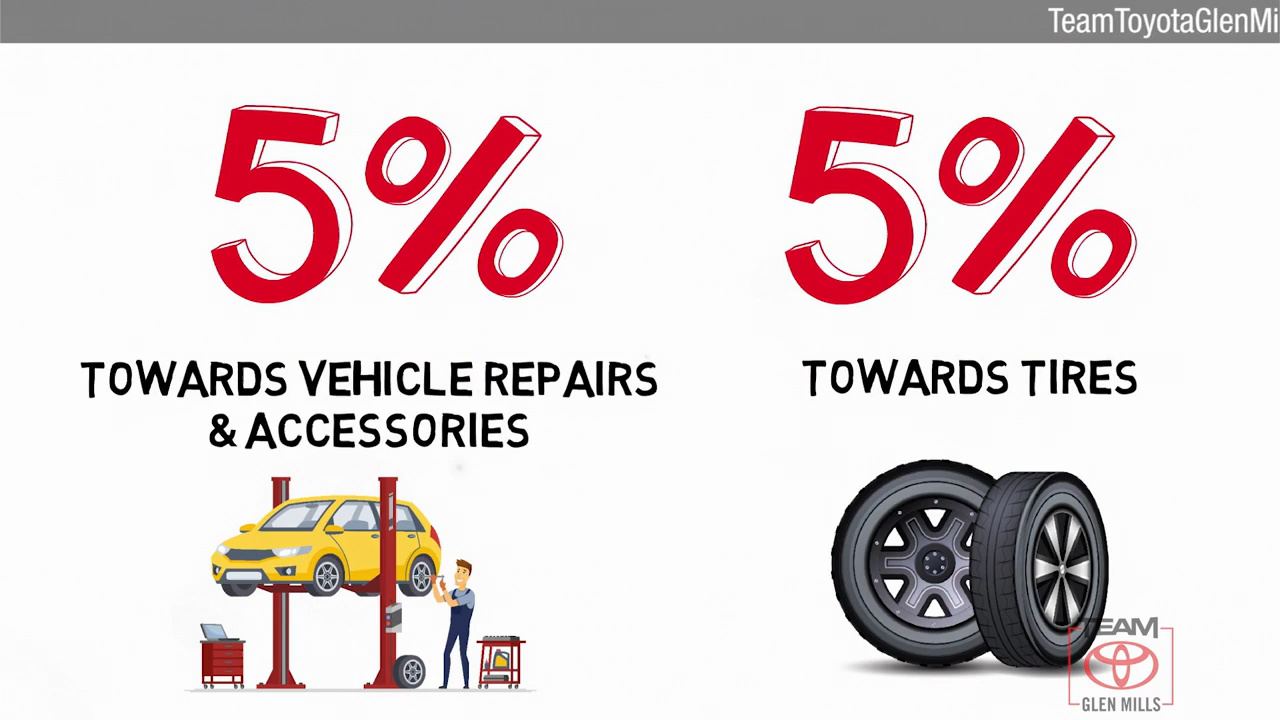 TeamToyotaGlenMi
5% 5%
TOWARDS VEHICLE REPAIRS
& ACCESSORIES
TOWARDS TIRES
TEAM
GLEN MILLS